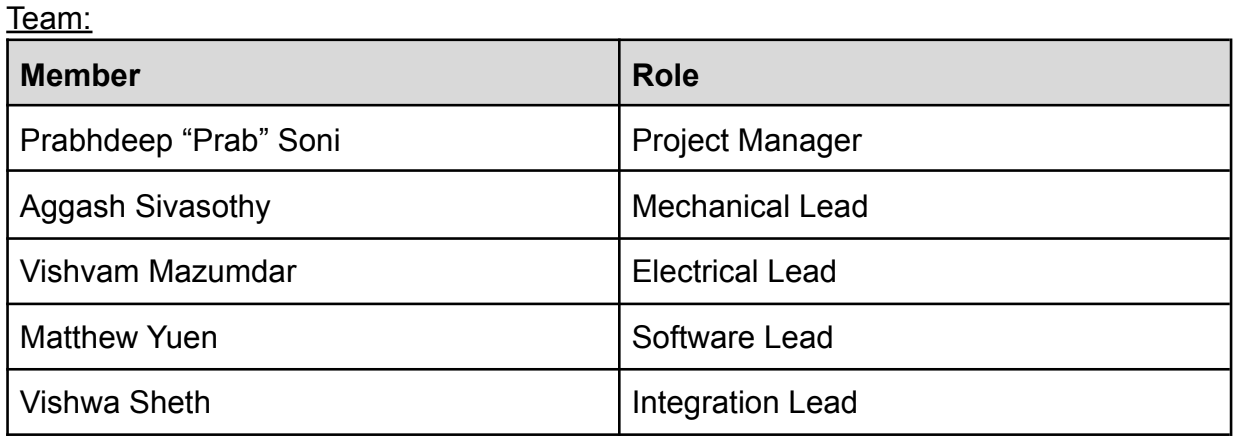 Team:
Member Role
Prabhdeep “Prab” Soni Project Manager
Aggash Sivasothy Mechanical Lead
Vishvam Mazumdar Electrical Lead
Matthew Yuen Software Lead
Vishwa Sheth Integration Lead